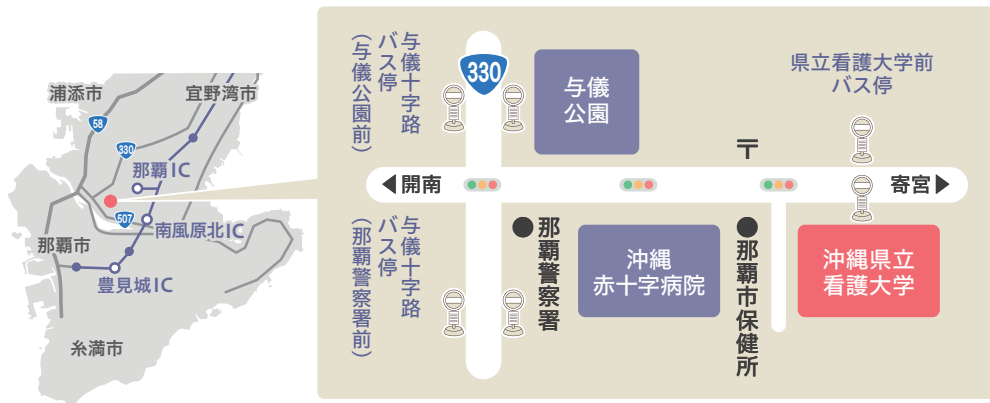 浦添市
宜野湾市
58
330
那覇IC
507
南風原北IC
那覇市
豊見城IC
糸満市
与儀十字路
バス停
(与儀公園前)
330
与儀
公園
県立看護大学前
バス停
〒
◀開南
寄宮▶
与儀十字路
バス停
(那覇警察署前)
●那覇警察署
沖縄
赤十字病院
●那覇市保健所
沖縄県立
看護大学